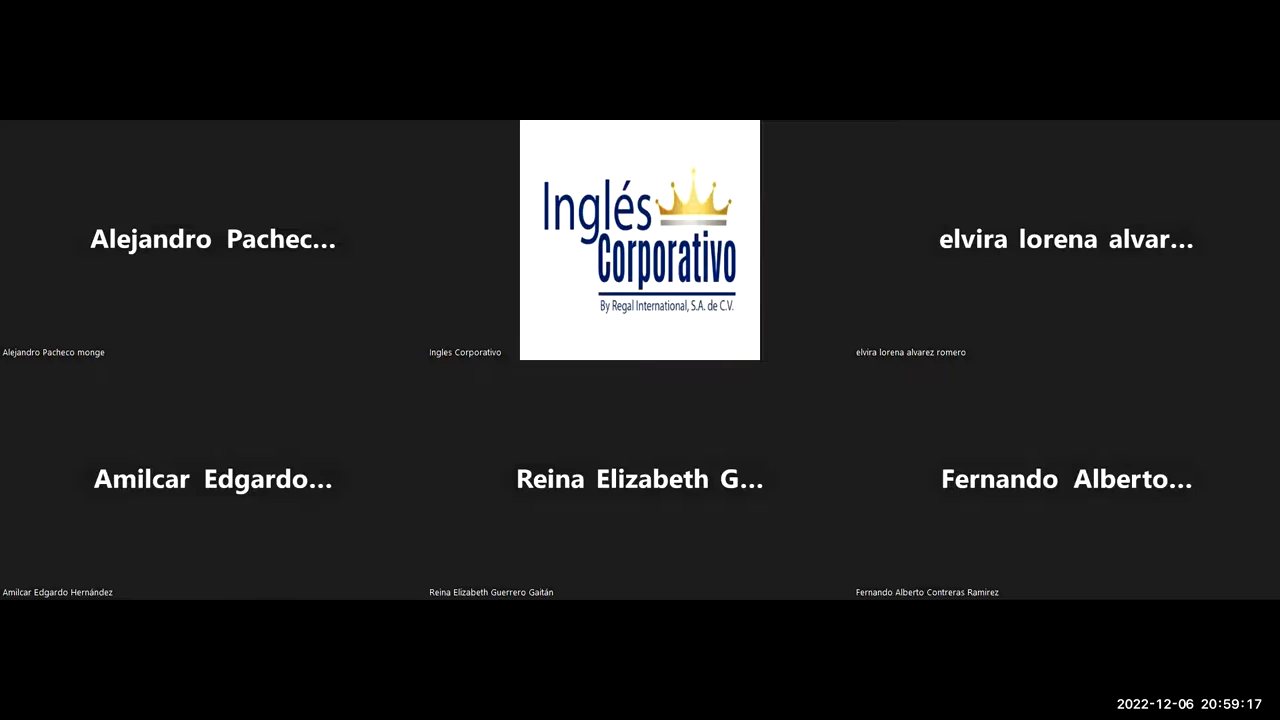 Alejandro Pachec...
Inglés
Corporativo
By Regal International, S.A. de C.V.
elvira lorena alvar...
Alejandro Pacheco monge
Ingles Corporativo
elvira lorena alvarez romero
Amilcar Edgardo...
Reina Elizabeth G...
Fernando Alberto...
Amilcar Edgardo Hernández
Reina Elizabeth Guerrero Gaitán
Fernando Alberto Contreras Ramirez
2022-12-06 20:59:17